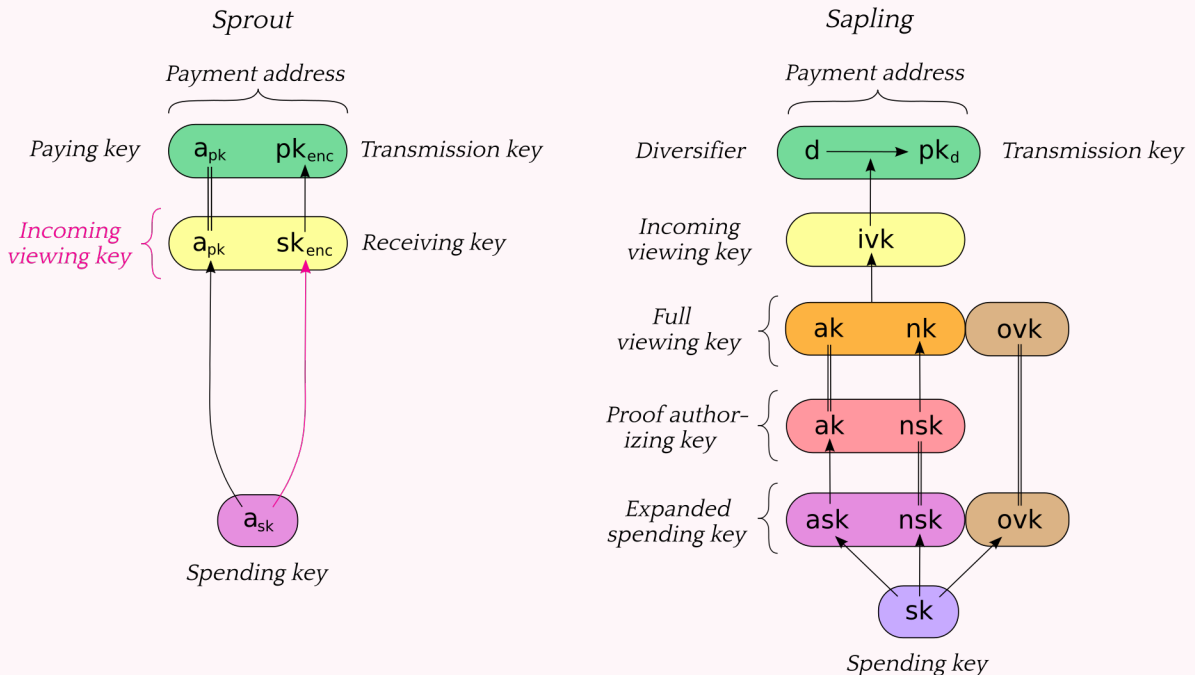 Sprout
Payment address
Paying key
a_pk
pk_enc
Transmission key
Incoming
viewing key
a_pk
sk_enc
Receiving key
a_sk
Spending key
Sapling
Payment address
Diversifier
d
pk_d
Transmission key
Incoming
viewing key
ivk
Full
viewing key
ak
nk
ovk
Proof author-
izing key
ak
nsk
Expanded
spending key
ask
nsk
ovk
sk
Spending key